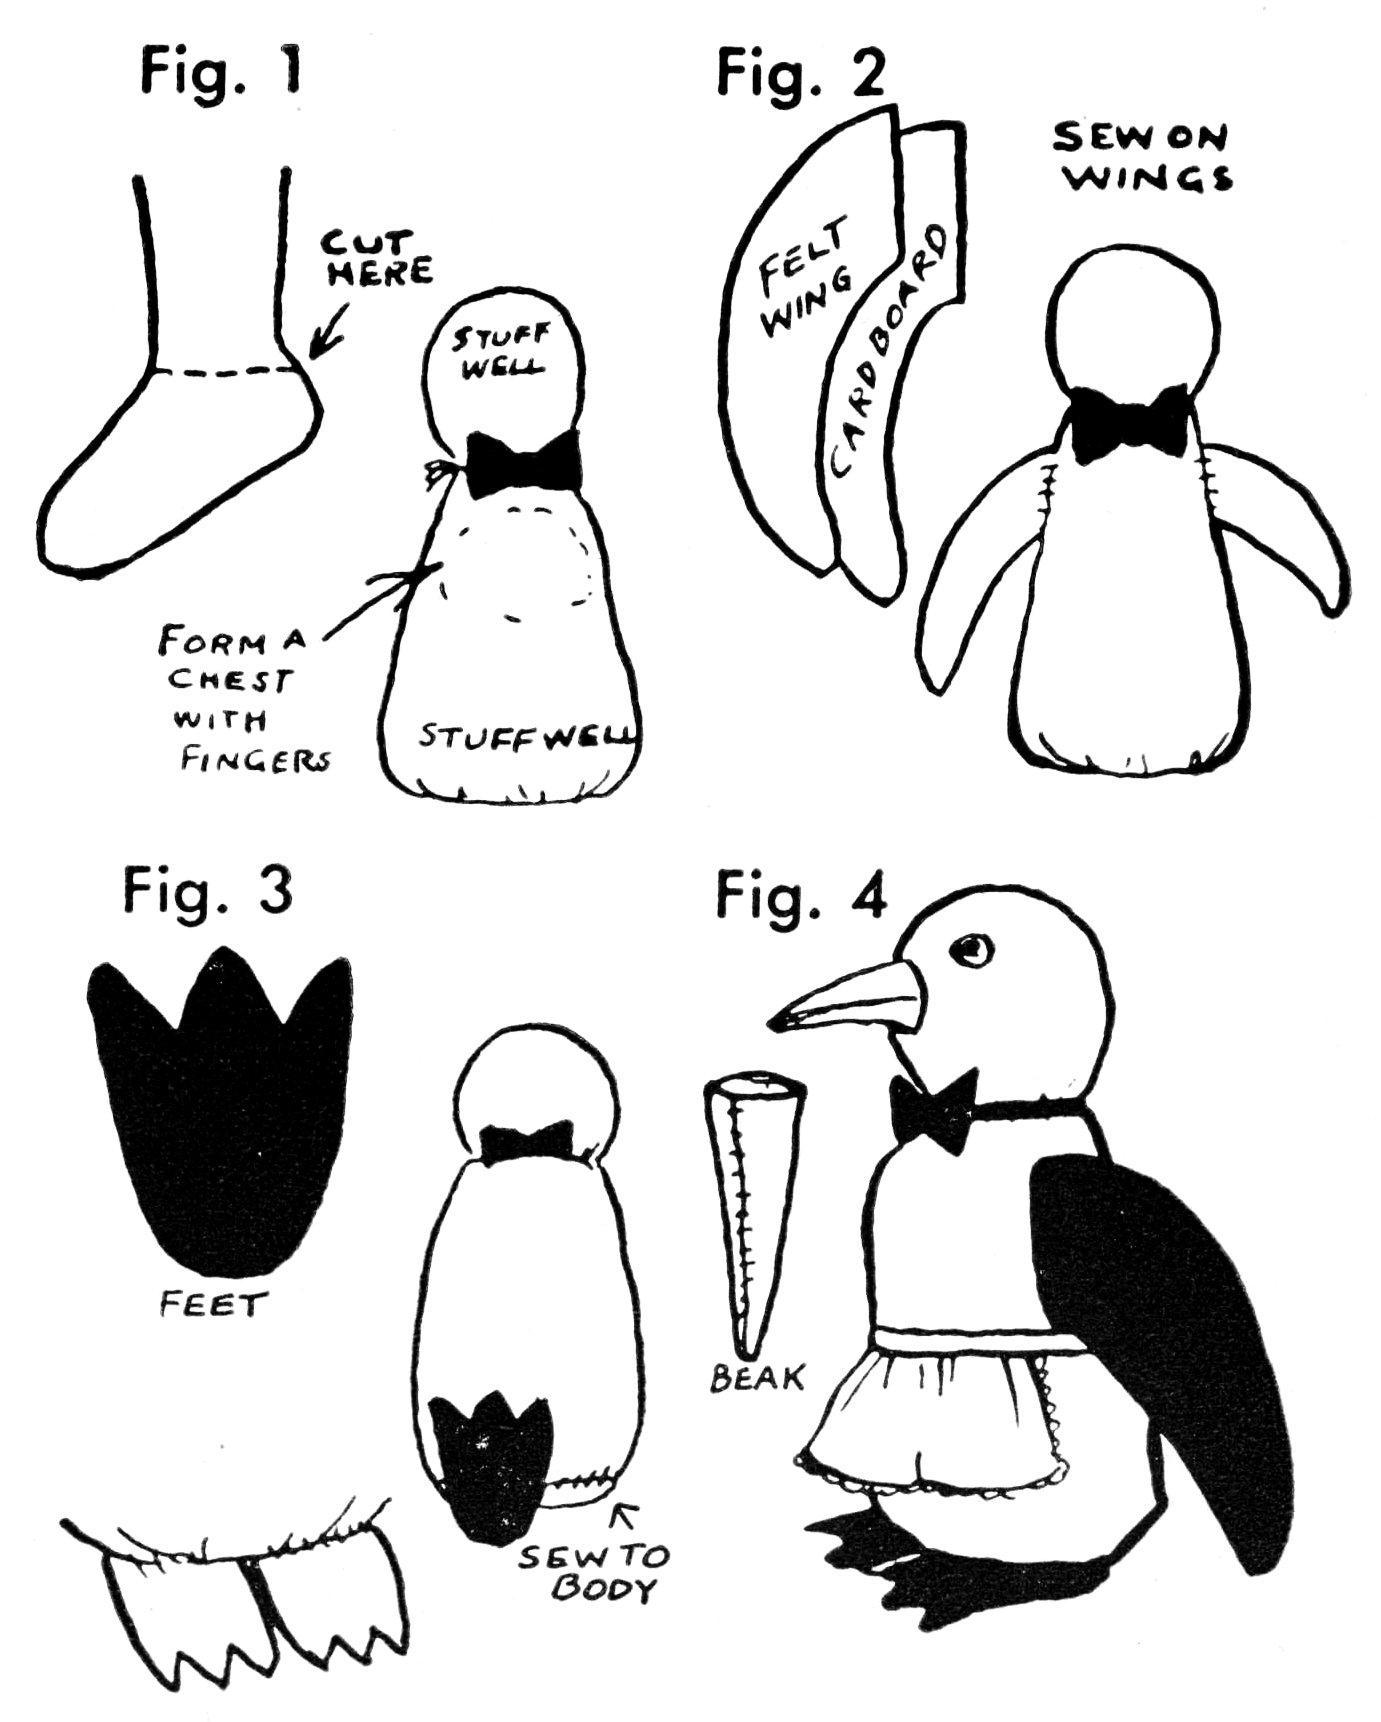 Fig. 1
CUT
HERE
STUFF
WELL
FORM A
CHEST
WITH
FINGERS
STUFF WELL
Fig. 2
SEW ON
WINGS
FELT
WING
CARDBOARD
Fig. 3
FEET
SEW TO
BODY
Fig. 4
BEAK